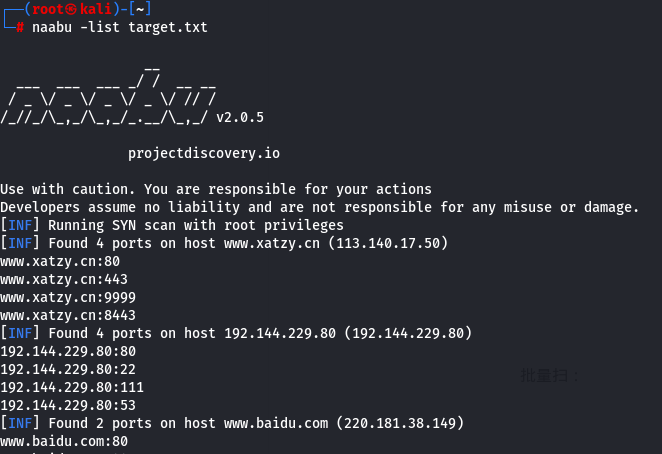 ┌──(root㉿kali)-[~]
└─# naabu -list target.txt
                  __
  ___  ___  ___ _/ /  __ __
 / _ \/ _ \/ _ \/ _ \/ // /
/_//_/\_,_/\_,_/_.__/\_,_/ v2.0.5
projectdiscovery.io
Use with caution. You are responsible for your actions
Developers assume no liability and are not responsible for any misuse or damage.
[INF] Running SYN scan with root privileges
[INF] Found 4 ports on host www.xatzy.cn (113.140.17.50)
www.xatzy.cn:80
www.xatzy.cn:443
www.xatzy.cn:9999
www.xatzy.cn:8443
[INF] Found 4 ports on host 192.144.229.80 (192.144.229.80)
192.144.229.80:80
192.144.229.80:22
批量扫：
192.144.229.80:111
192.144.229.80:53
[INF] Found 2 ports on host www.baidu.com (220.181.38.149)
www.baidu.com:80